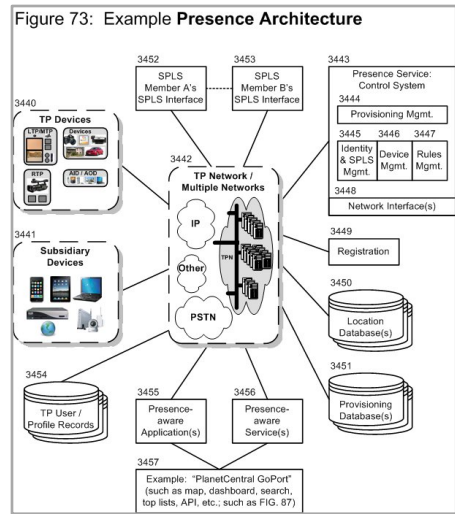 Figure 73: Example Presence Architecture
3452
SPLS
Member A's
SPLS Interface
3453
SPLS
Member B's
SPLS Interface
3443
Presence Service:
Control System
3444
Provisioning Mgmt.
3445
Identity
& SPLS
Mgmt.
3446
Device
Mgmt.
3447
Rules
Mgmt.
3448
Network Interface(s)
3440
TP Devices
LTP/MTP
Devices
RTP
AID / AOD
3442
TP Network /
Multiple Networks
IP
Other
TPN
PSTN
3441
Subsidiary
Devices
3449
Registration
3450
Location
Database(s)
3451
Provisioning
Database(s)
3454
TP User /
Profile Records
3455
Presence-
aware
Application(s)
3456
Presence-
aware
Service(s)
3457
Example: "PlanetCentral GoPort"
(such as map, dashboard, search,
top lists, API, etc.; such as FIG. 87)